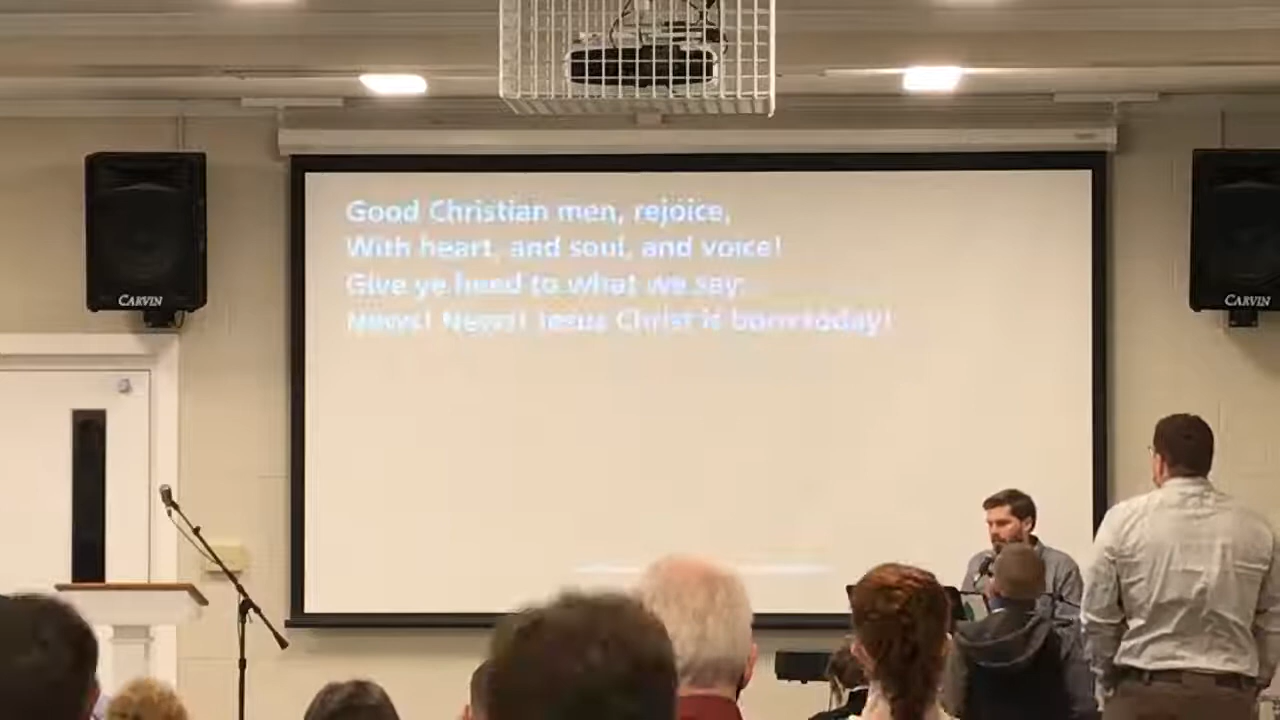 Good Christian men, rejoice,
With heart, and soul, and voice!
Give ye heed to what we say:
News! News! Jesus Christ is born today!
CARVIN
CARVIN